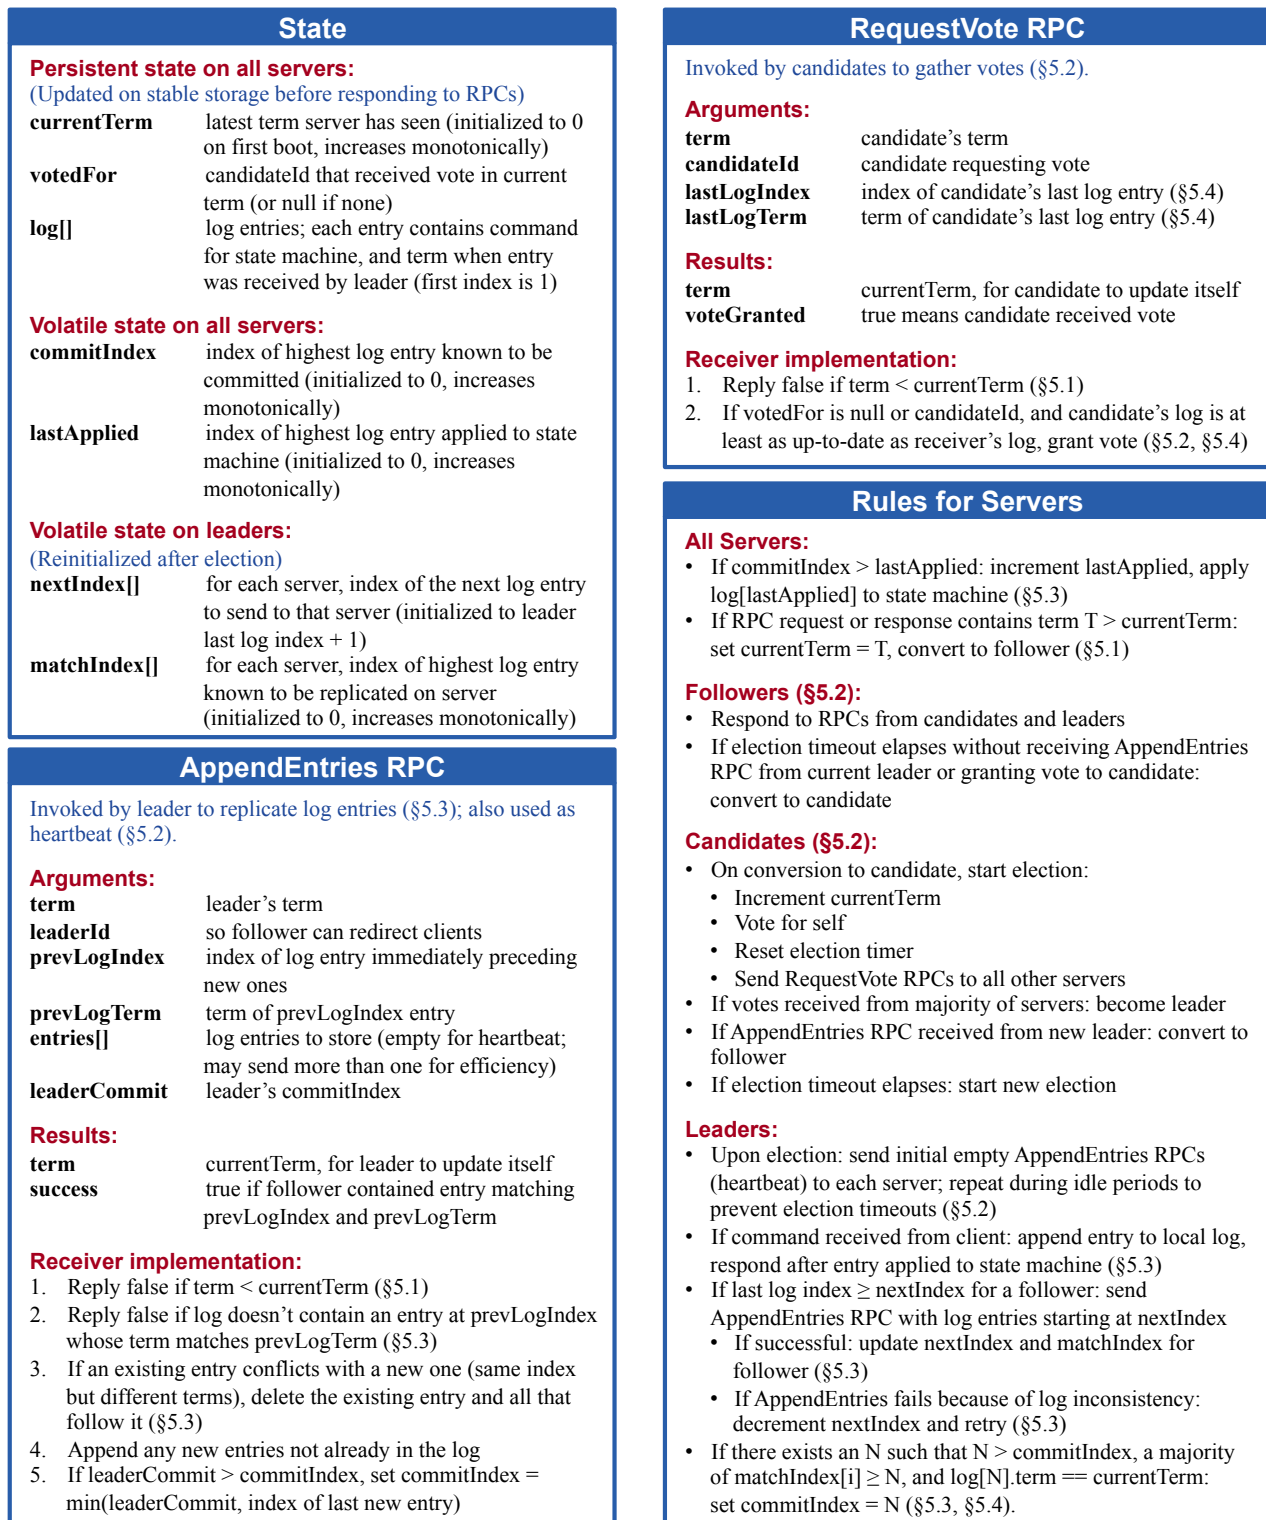 State
Persistent state on all servers:
(Updated on stable storage before responding to RPCs)
currentTerm latest term server has seen (initialized to 0
on first boot, increases monotonically)
votedFor candidateId that received vote in current
term (or null if none)
log[] log entries; each entry contains command
for state machine, and term when entry
was received by leader (first index is 1)
Volatile state on all servers:
commitIndex index of highest log entry known to be
committed (initialized to 0, increases
monotonically)
lastApplied index of highest log entry applied to state
machine (initialized to 0, increases
monotonically)
Volatile state on leaders:
(Reinitialized after election)
nextIndex[] for each server, index of the next log entry
to send to that server (initialized to leader
last log index + 1)
matchIndex[] for each server, index of highest log entry
known to be replicated on server
(initialized to 0, increases monotonically)
AppendEntries RPC
Invoked by leader to replicate log entries (§5.3); also used as
heartbeat (§5.2).
Arguments:
term leader’s term
leaderId so follower can redirect clients
prevLogIndex index of log entry immediately preceding
new ones
prevLogTerm term of prevLogIndex entry
entries[] log entries to store (empty for heartbeat;
may send more than one for efficiency)
leaderCommit leader’s commitIndex
Results:
term currentTerm, for leader to update itself
success true if follower contained entry matching
prevLogIndex and prevLogTerm
Receiver implementation:
1. Reply false if term < currentTerm (§5.1)
2. Reply false if log doesn’t contain an entry at prevLogIndex
whose term matches prevLogTerm (§5.3)
3. If an existing entry conflicts with a new one (same index
but different terms), delete the existing entry and all that
follow it (§5.3)
4. Append any new entries not already in the log
5. If leaderCommit > commitIndex, set commitIndex =
min(leaderCommit, index of last new entry)
RequestVote RPC
Invoked by candidates to gather votes (§5.2).
Arguments:
term candidate’s term
candidateId candidate requesting vote
lastLogIndex index of candidate’s last log entry (§5.4)
lastLogTerm term of candidate’s last log entry (§5.4)
Results:
term currentTerm, for candidate to update itself
voteGranted true means candidate received vote
Receiver implementation:
1. Reply false if term < currentTerm (§5.1)
2. If votedFor is null or candidateId, and candidate’s log is at
least as up-to-date as receiver’s log, grant vote (§5.2, §5.4)
Rules for Servers
All Servers:
• If commitIndex > lastApplied: increment lastApplied, apply
log[lastApplied] to state machine (§5.3)
• If RPC request or response contains term T > currentTerm:
set currentTerm = T, convert to follower (§5.1)
Followers (§5.2):
• Respond to RPCs from candidates and leaders
• If election timeout elapses without receiving AppendEntries
RPC from current leader or granting vote to candidate:
convert to candidate
Candidates (§5.2):
• On conversion to candidate, start election:
• Increment currentTerm
• Vote for self
• Reset election timer
• Send RequestVote RPCs to all other servers
• If votes received from majority of servers: become leader
• If AppendEntries RPC received from new leader: convert to
follower
• If election timeout elapses: start new election
Leaders:
• Upon election: send initial empty AppendEntries RPCs
(heartbeat) to each server; repeat during idle periods to
prevent election timeouts (§5.2)
• If command received from client: append entry to local log,
respond after entry applied to state machine (§5.3)
• If last log index ≥ nextIndex for a follower: send
AppendEntries RPC with log entries starting at nextIndex
• If successful: update nextIndex and matchIndex for
follower (§5.3)
• If AppendEntries fails because of log inconsistency:
decrement nextIndex and retry (§5.3)
• If there exists an N such that N > commitIndex, a majority
of matchIndex[i] ≥ N, and log[N].term == currentTerm:
set commitIndex = N (§5.3, §5.4).